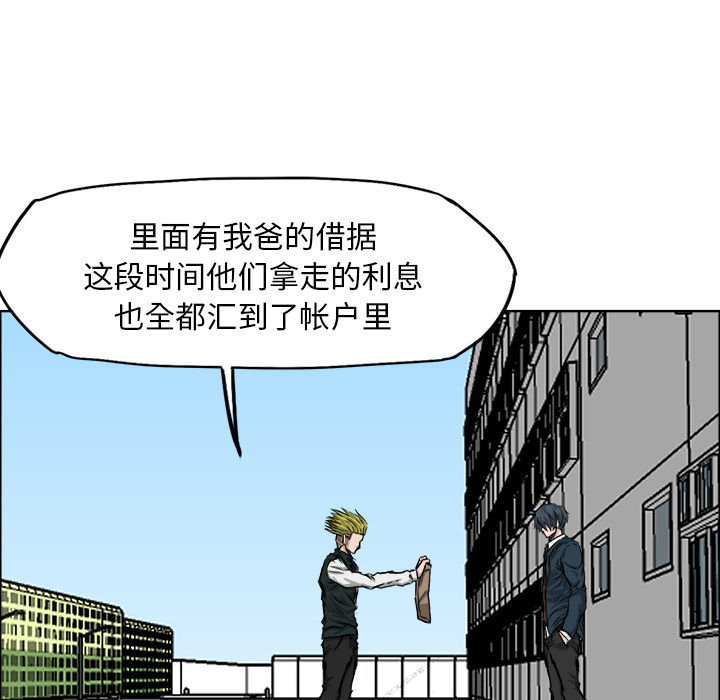 里面有我爸的借据
这段时间他们拿走的利息
也全都汇到了帐户里